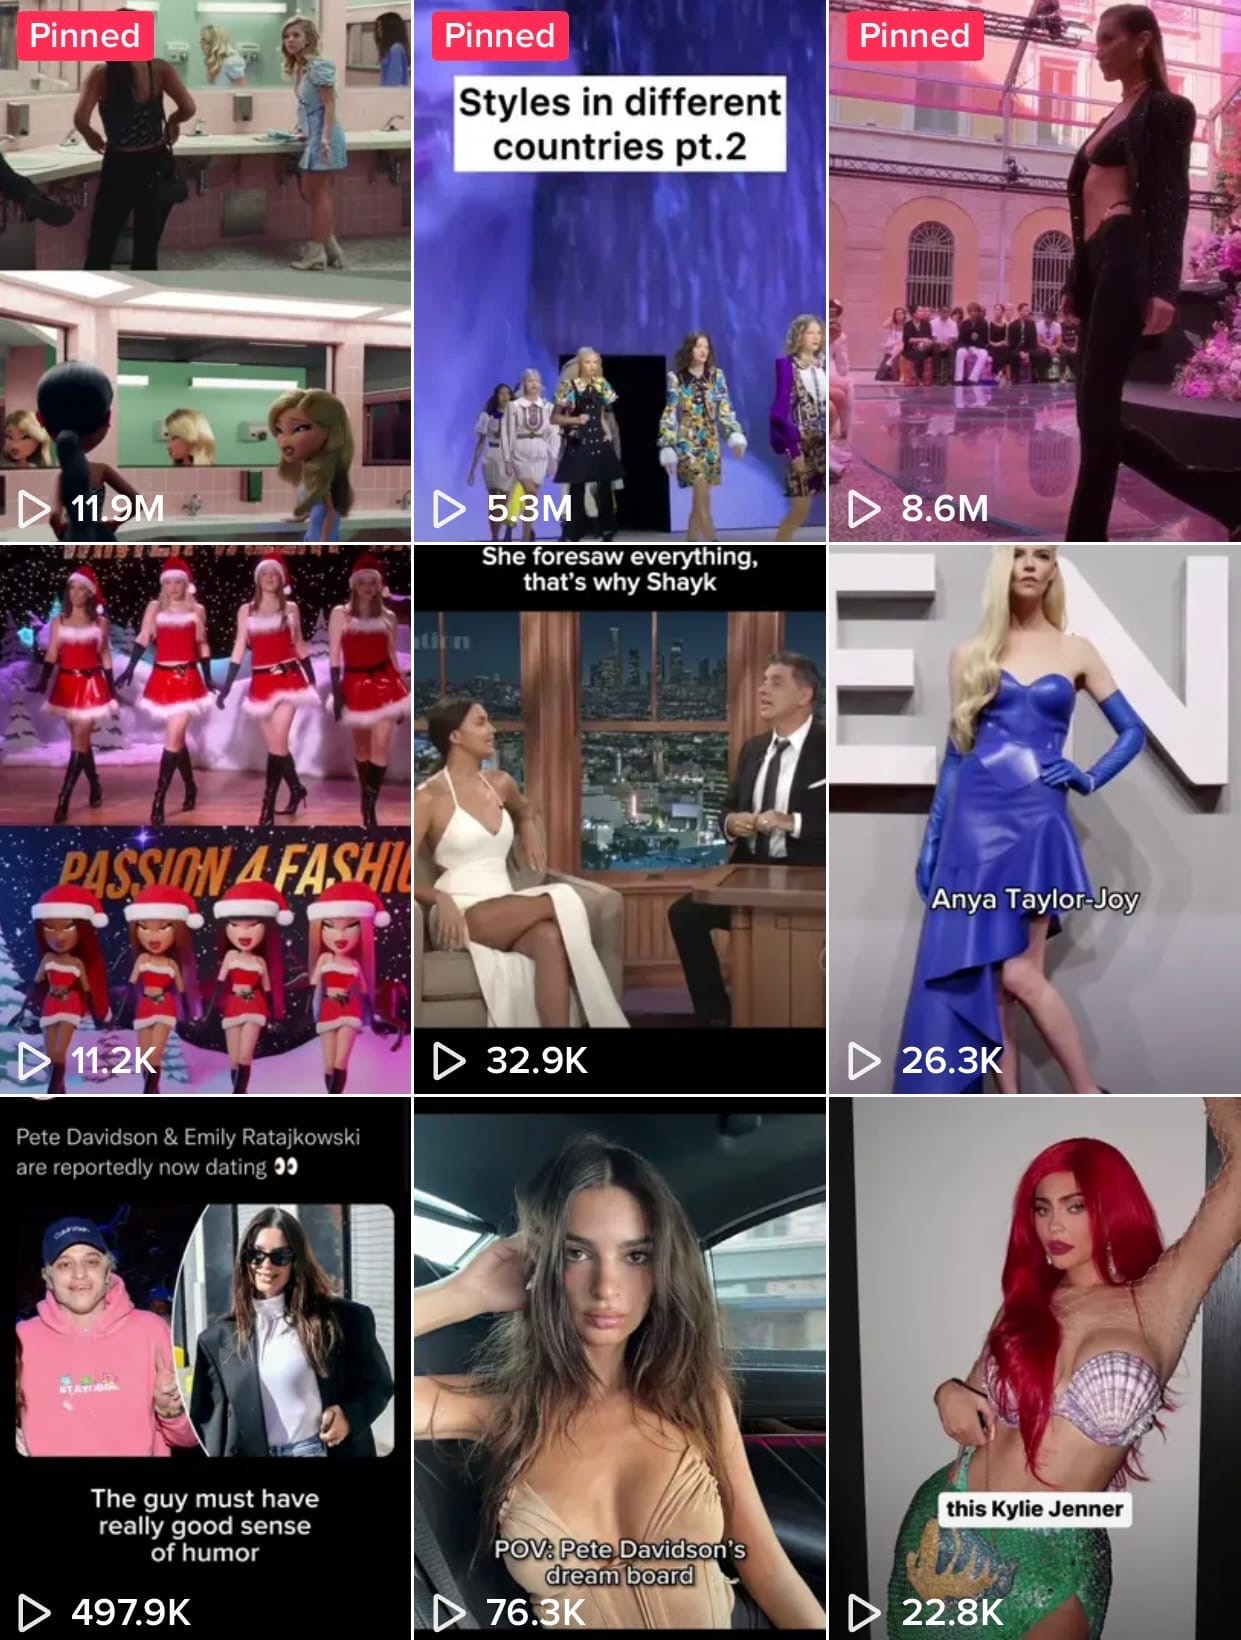 Pinned
Pinned
Pinned
Styles in different
countries pt.2
11.9M
5.3M
8.6M
She foresaw everything,
that's why Shayk
EN
PASSION 4 FASHI
Anya Taylor-Joy
11.2K
32.9K
26.3K
Pete Davidson & Emily Ratajkowski
are reportedly now dating 👀
The guy must have
really good sense
of humor
POV: Pete Davidson's
dream board
this Kylie Jenner
497.9K
76.3K
22.8K